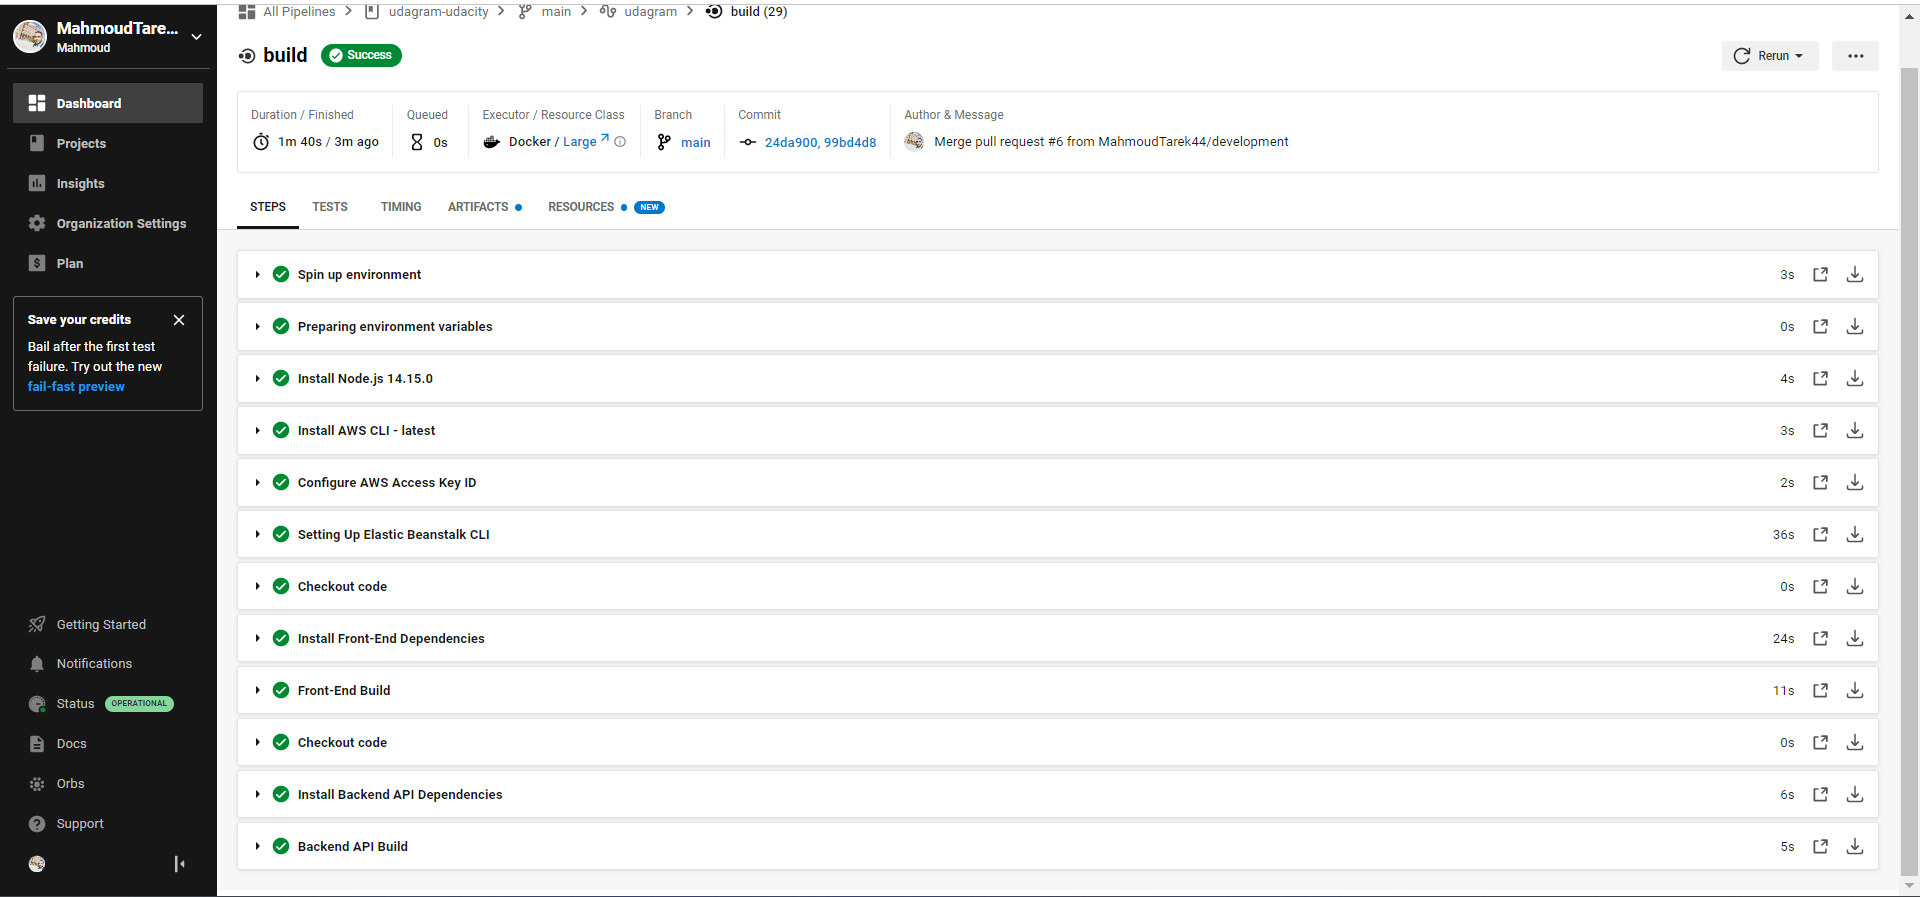 MahmoudTare...
Mahmoud
Dashboard
Projects
Insights
Organization Settings
Plan
Save your credits
Bail after the first test
failure. Try out the new
fail-fast preview
Getting Started
Notifications
Status OPERATIONAL
Docs
Orbs
Support
All Pipelines udagram-udacity main udagram build (29)
build Success
Rerun
Duration / Finished
1m 40s / 3m ago
Queued
0s
Executor / Resource Class
Docker / Large
Branch
main
Commit
24da900, 99bd4d8
Author & Message
Merge pull request #6 from MahmoudTarek44/development
STEPS TESTS TIMING ARTIFACTS RESOURCES NEW
Spin up environment 3s
Preparing environment variables 0s
Install Node.js 14.15.0 4s
Install AWS CLI - latest 3s
Configure AWS Access Key ID 2s
Setting Up Elastic Beanstalk CLI 36s
Checkout code 0s
Install Front-End Dependencies 24s
Front-End Build 11s
Checkout code 0s
Install Backend API Dependencies 6s
Backend API Build 5s